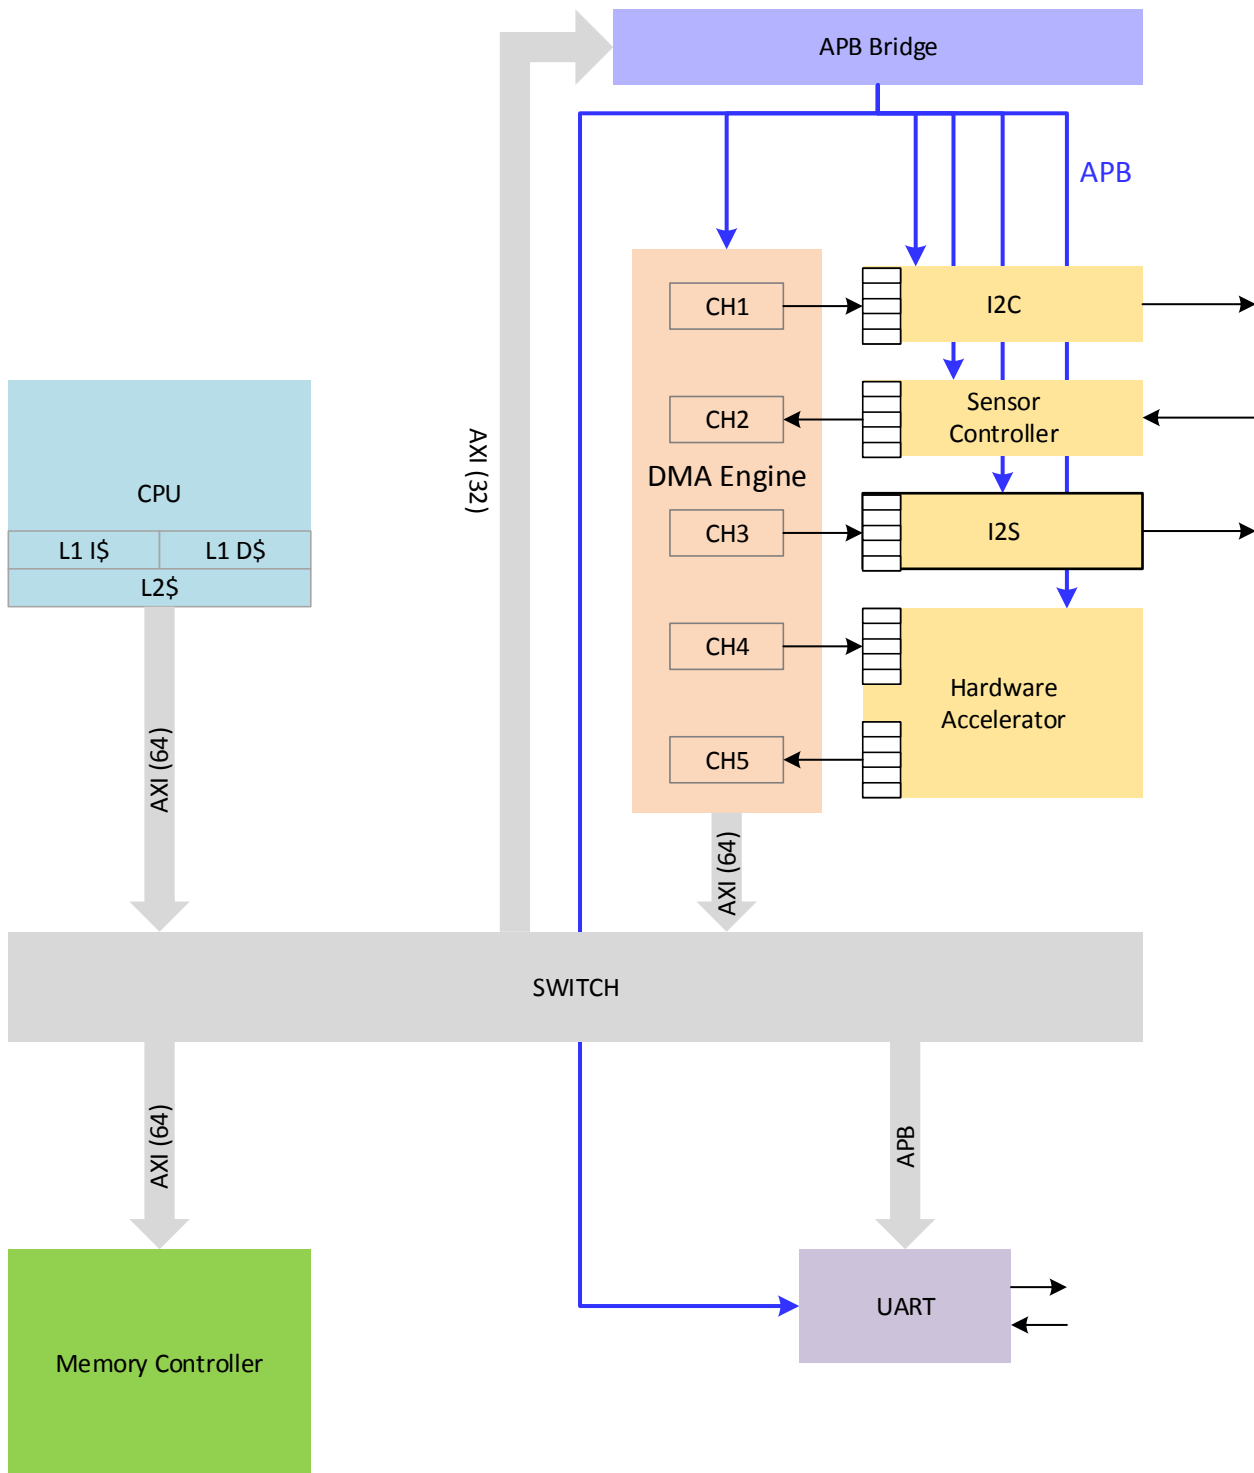 APB Bridge
APB
CH1
I2C
CH2
Sensor
Controller
AXI (32)
DMA Engine
CPU
CH3
I2S
L1 I$
L1 D$
L2$
CH4
Hardware
Accelerator
AXI (64)
CH5
AXI (64)
SWITCH
AXI (64)
APB
UART
Memory Controller